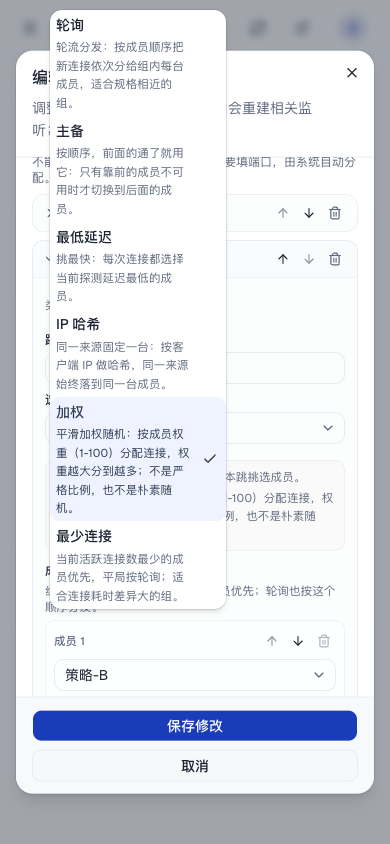 轮询
轮流分发：按成员顺序把
新连接依次分给组内每台
成员，适合规格相近的
组。
主备
按顺序，前面的通了就用
它：只有靠前的成员不可
用时才切换到后面的成
员。
最低延迟
挑最快：每次连接都选择
当前探测延迟最低的成
员。
IP 哈希
同一来源固定一台：按客
户端 IP 做哈希，同一来源
始终落到同一台成员。
加权
平滑加权随机：按成员权
重（1-100）分配连接，权
重越大分到越多；不是严
格比例，也不是朴素随
机。
最少连接
当前活跃连接数最少的成
员优先，平局按轮询；适
合连接耗时差异大的组。
编
调整
会重建相关监
听
不能
要填端口，由系统自动分
配。
本跳挑选成员。
-100）分配连接，权
例，也不是朴素随
员优先；轮询也按这个
成员 1
策略-B
保存修改
取消